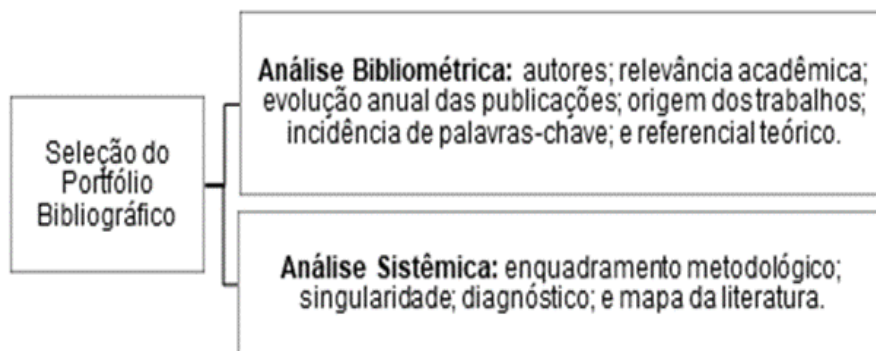 Análise Bibliométrica: autores; relevância acadêmica;
evolução anual das publicações; origem dos trabalhos;
incidência de palavras-chave; e referencial teórico.
Seleção do
Portfólio
Bibliográfico
Análise Sistêmica: enquadramento metodológico;
singularidade; diagnóstico; e mapa da literatura.